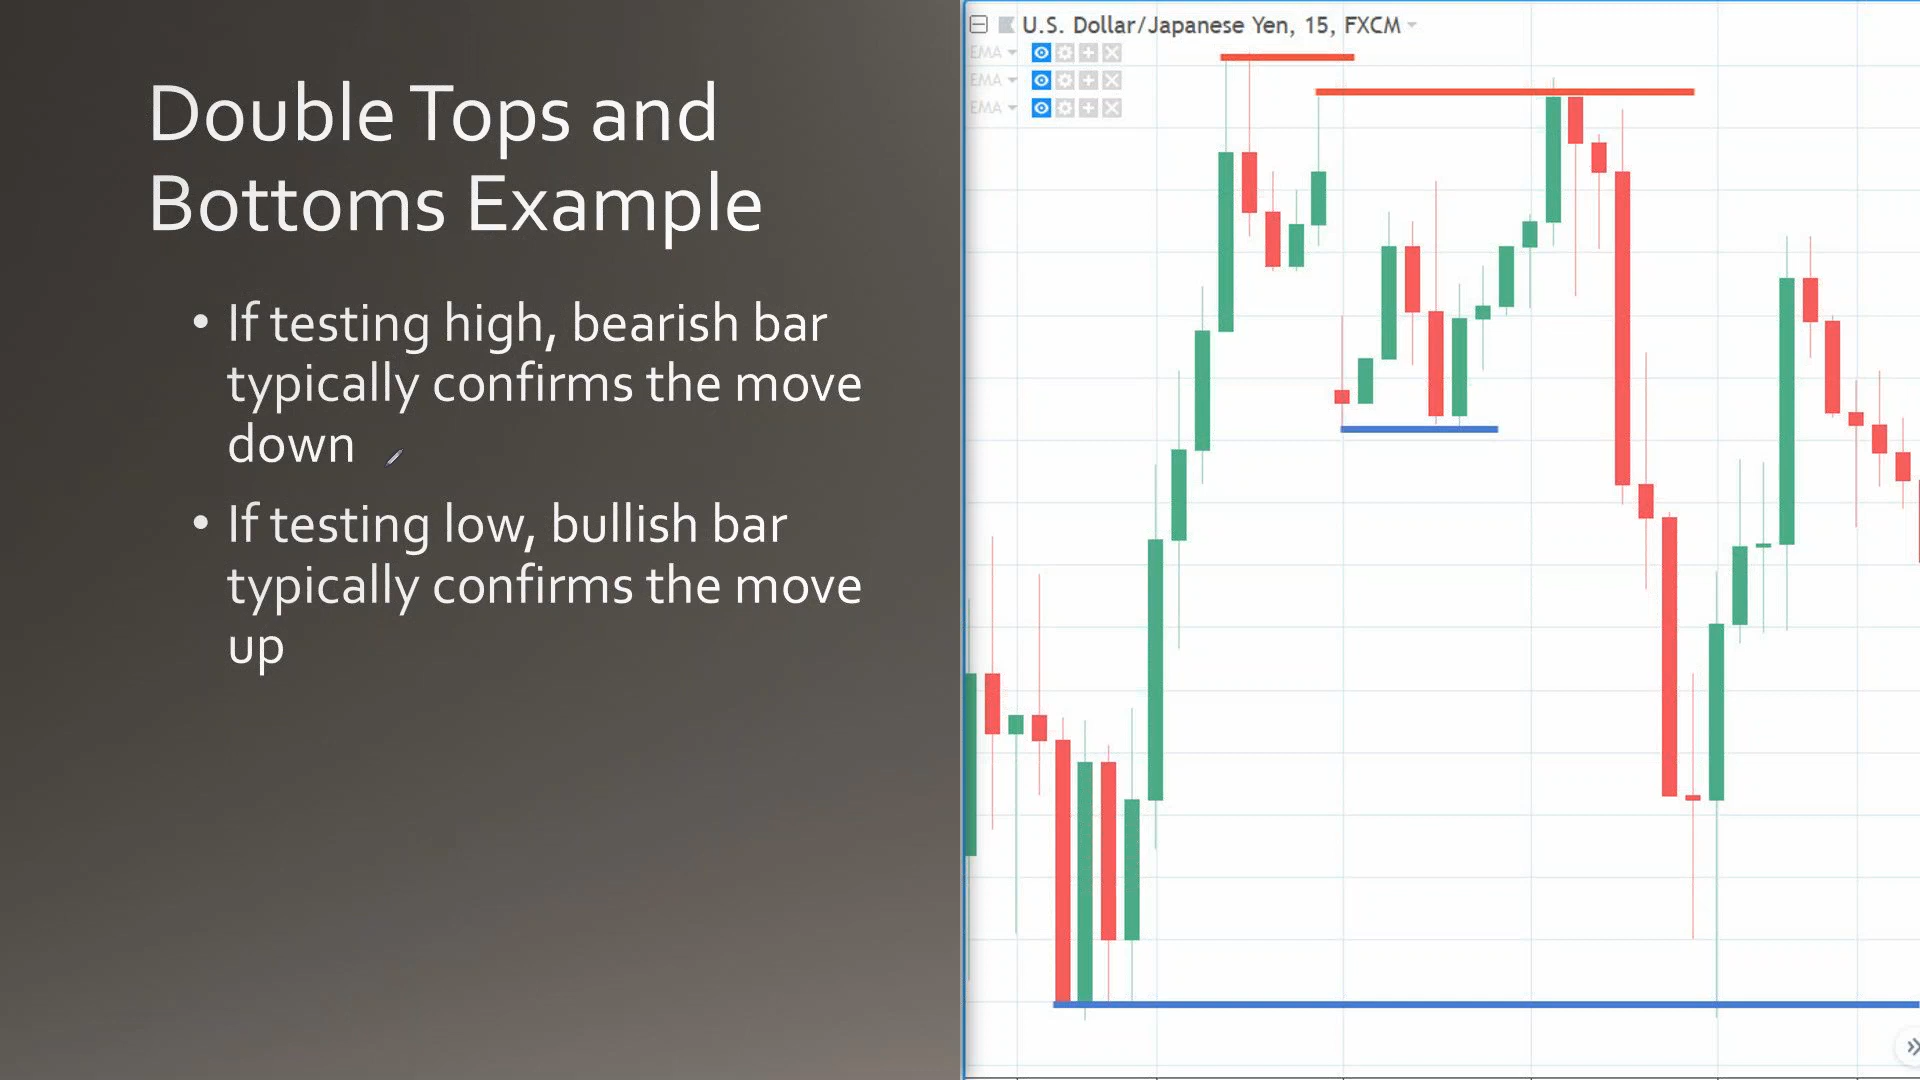 Double Tops and
Bottoms Example
• If testing high, bearish bar
typically confirms the move
down
• If testing low, bullish bar
typically confirms the move
up
U.S. Dollar/Japanese Yen, 15, FXCM
EMA
EMA
EMA